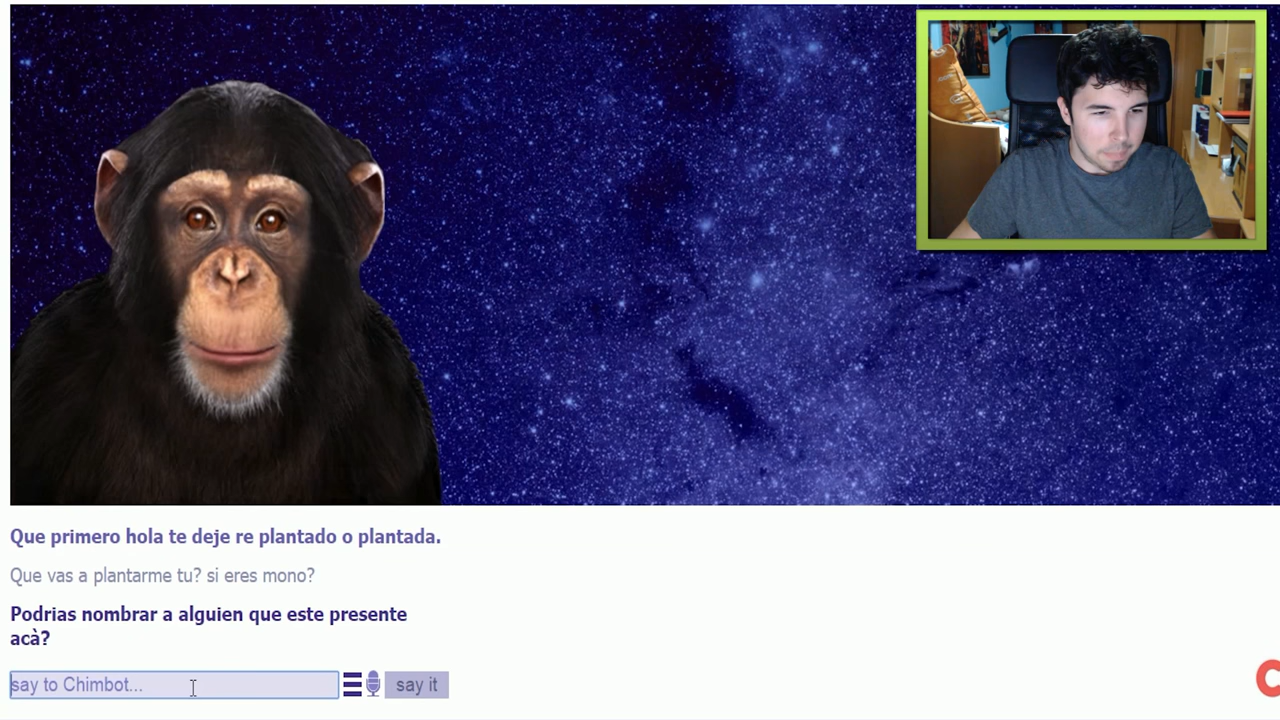 Que primero hola te deje re plantado o plantada.
Que vas a plantarme tu? si eres mono?
Podrias nombrar a alguien que este presente
acà?
say to Chimbot...
say it